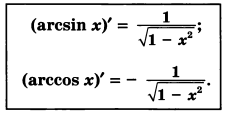 (arcsin x)′ = 1/√(1 − x²);
(arccos x)′ = − 1/√(1 − x²).